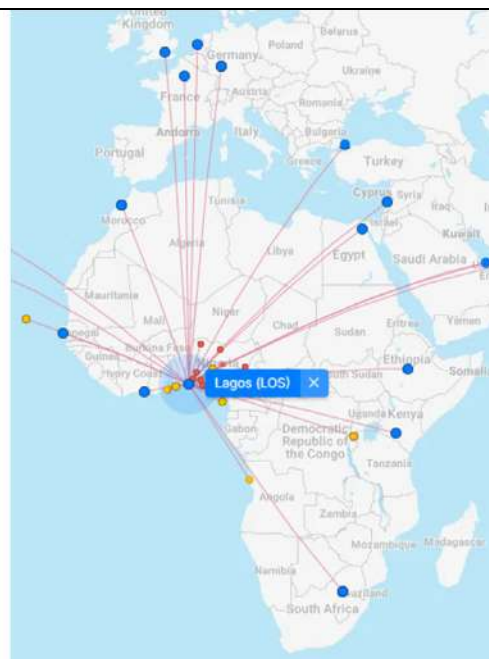 United
Kingdom
Belarus
Poland
Germany
Ukraine
Austria
France
Romania
Andorra
Italy
Bulgaria
Portugal
Greece
Turkey
Tunisia
Cyprus
Syria
Iraq
Morocco
Israel
Kuwait
Algeria
Libya
Egypt
Saudi Arabia
Mauritania
Mali
Niger
Chad
Sudan
Eritrea
Yemen
Senegal
Burkina Faso
Guinea
Nigeria
Ivory Coast
Ethiopia
Lagos (LOS) ×
South Sudan
Somalia
Uganda
Kenya
Gabon
Democratic
Republic of
the Congo
Tanzania
Angola
Zambia
Mozambique
Madagascar
Namibia
Swaziland
South Africa